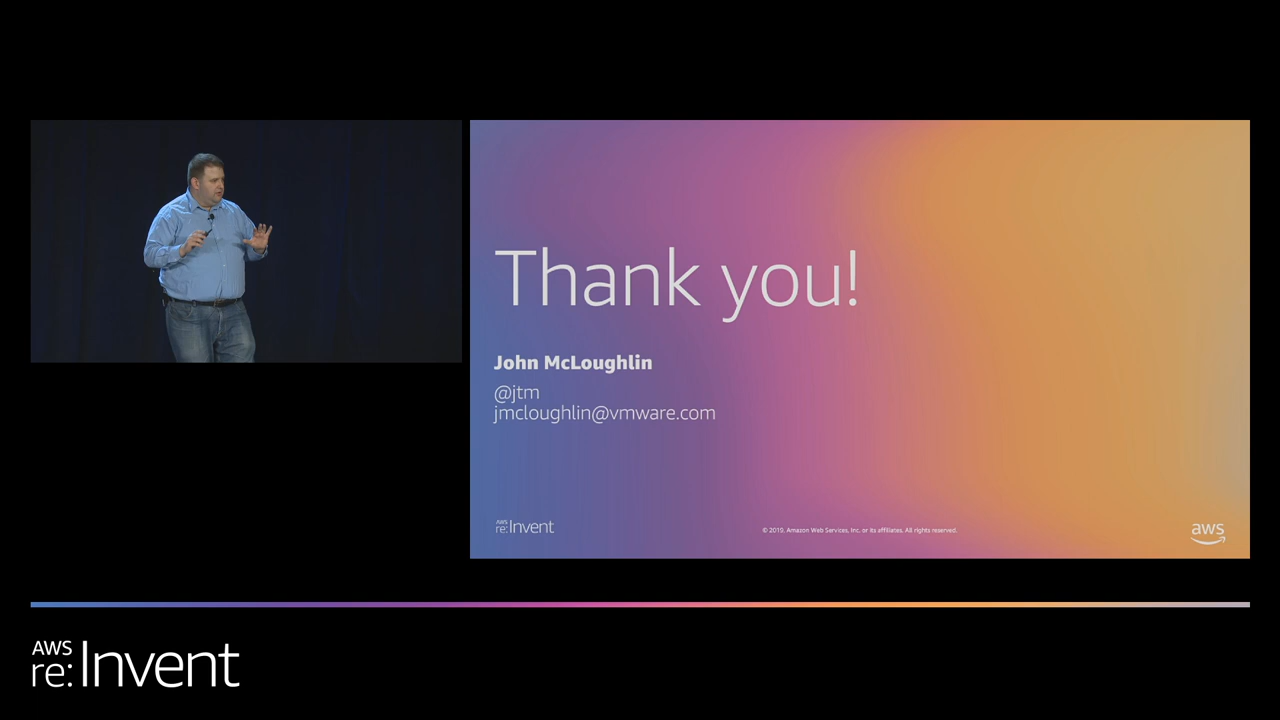 Thank you!
John McLoughlin
@jtm
jmcloughlin@vmware.com
AWS
re:Invent
© 2019, Amazon Web Services, Inc. or its affiliates. All rights reserved.
aws
AWS
re:Invent